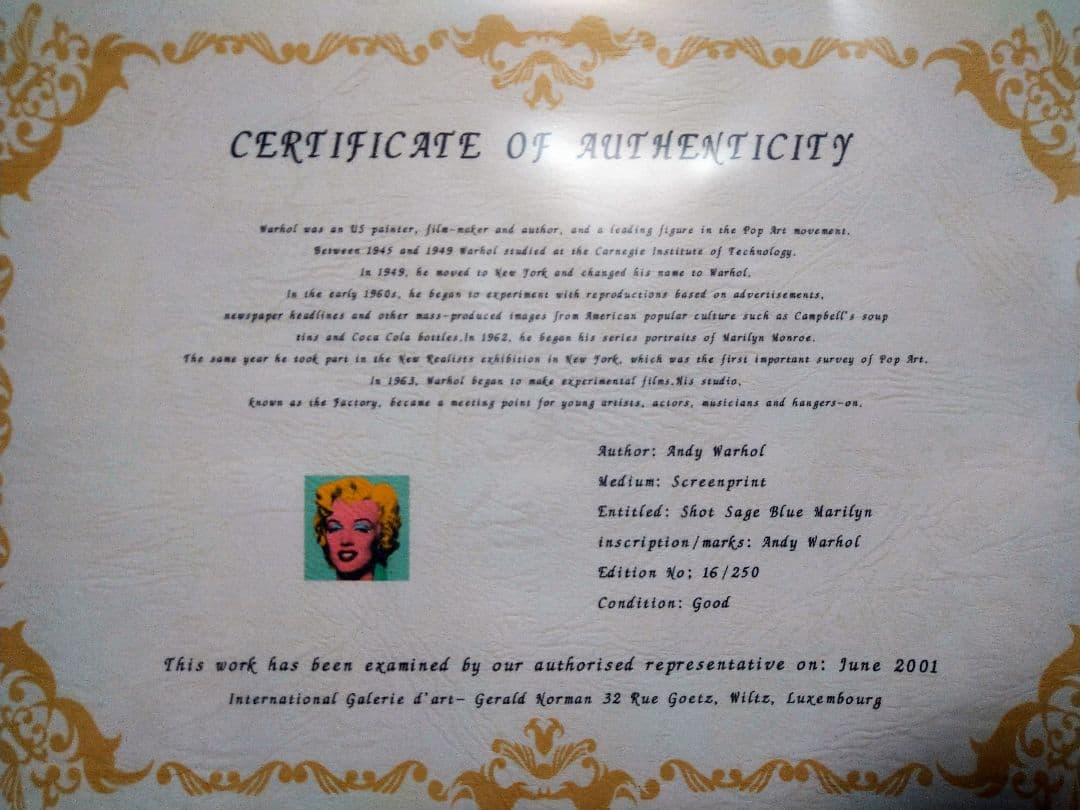 CERTIFICATE OF AUTHENTICITY
Warhol was an US painter, film-maker and author, and a leading figure in the Pop Art movement.
Between 1945 and 1949 Warhol studied at the Carnegie Institute of Technology.
In 1949, he moved to New York and changed his name to Warhol.
In the early 1960s, he began to experiment with reproductions based on advertisements,
newspaper headlines and other mass-produced images from American popular culture such as Campbell's soup
tins and Coca Cola bottles.In 1962, he began his series portraits of Marilyn Monroe.
The same year he took part in the New Realists exhibition in New York, which was the first important survey of Pop Art.
In 1963, Warhol began to make experimental films.His studio,
known as the Factory, became a meeting point for young artists, actors, musicians and hangers-on.
Author: Andy Warhol
Medium: Screenprint
Entitled: Shot Sage Blue Marilyn
inscription/marks: Andy Warhol
Edition No; 16/250
Condition: Good
This work has been examined by our authorised representative on: June 2001
International Galerie d'art- Gerald Norman 32 Rue Goetz, Wiltz, Luxembourg